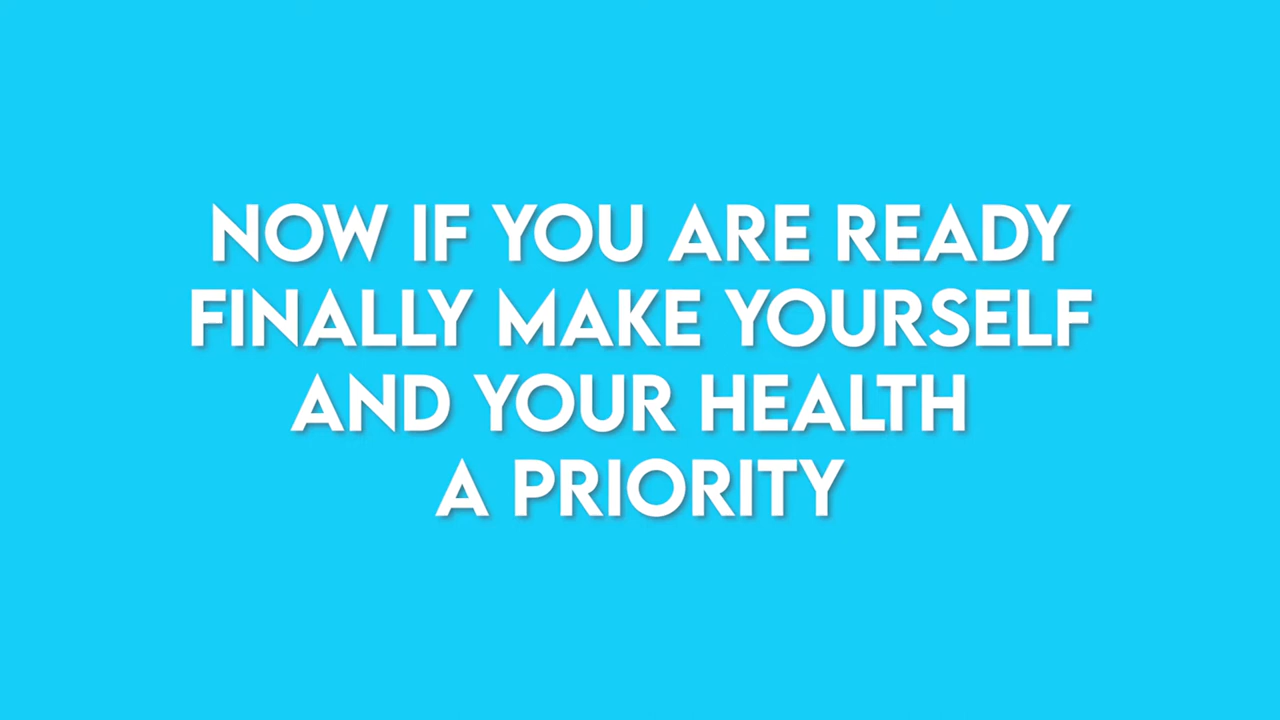 NOW IF YOU ARE READY
FINALLY MAKE YOURSELF
AND YOUR HEALTH
A PRIORITY